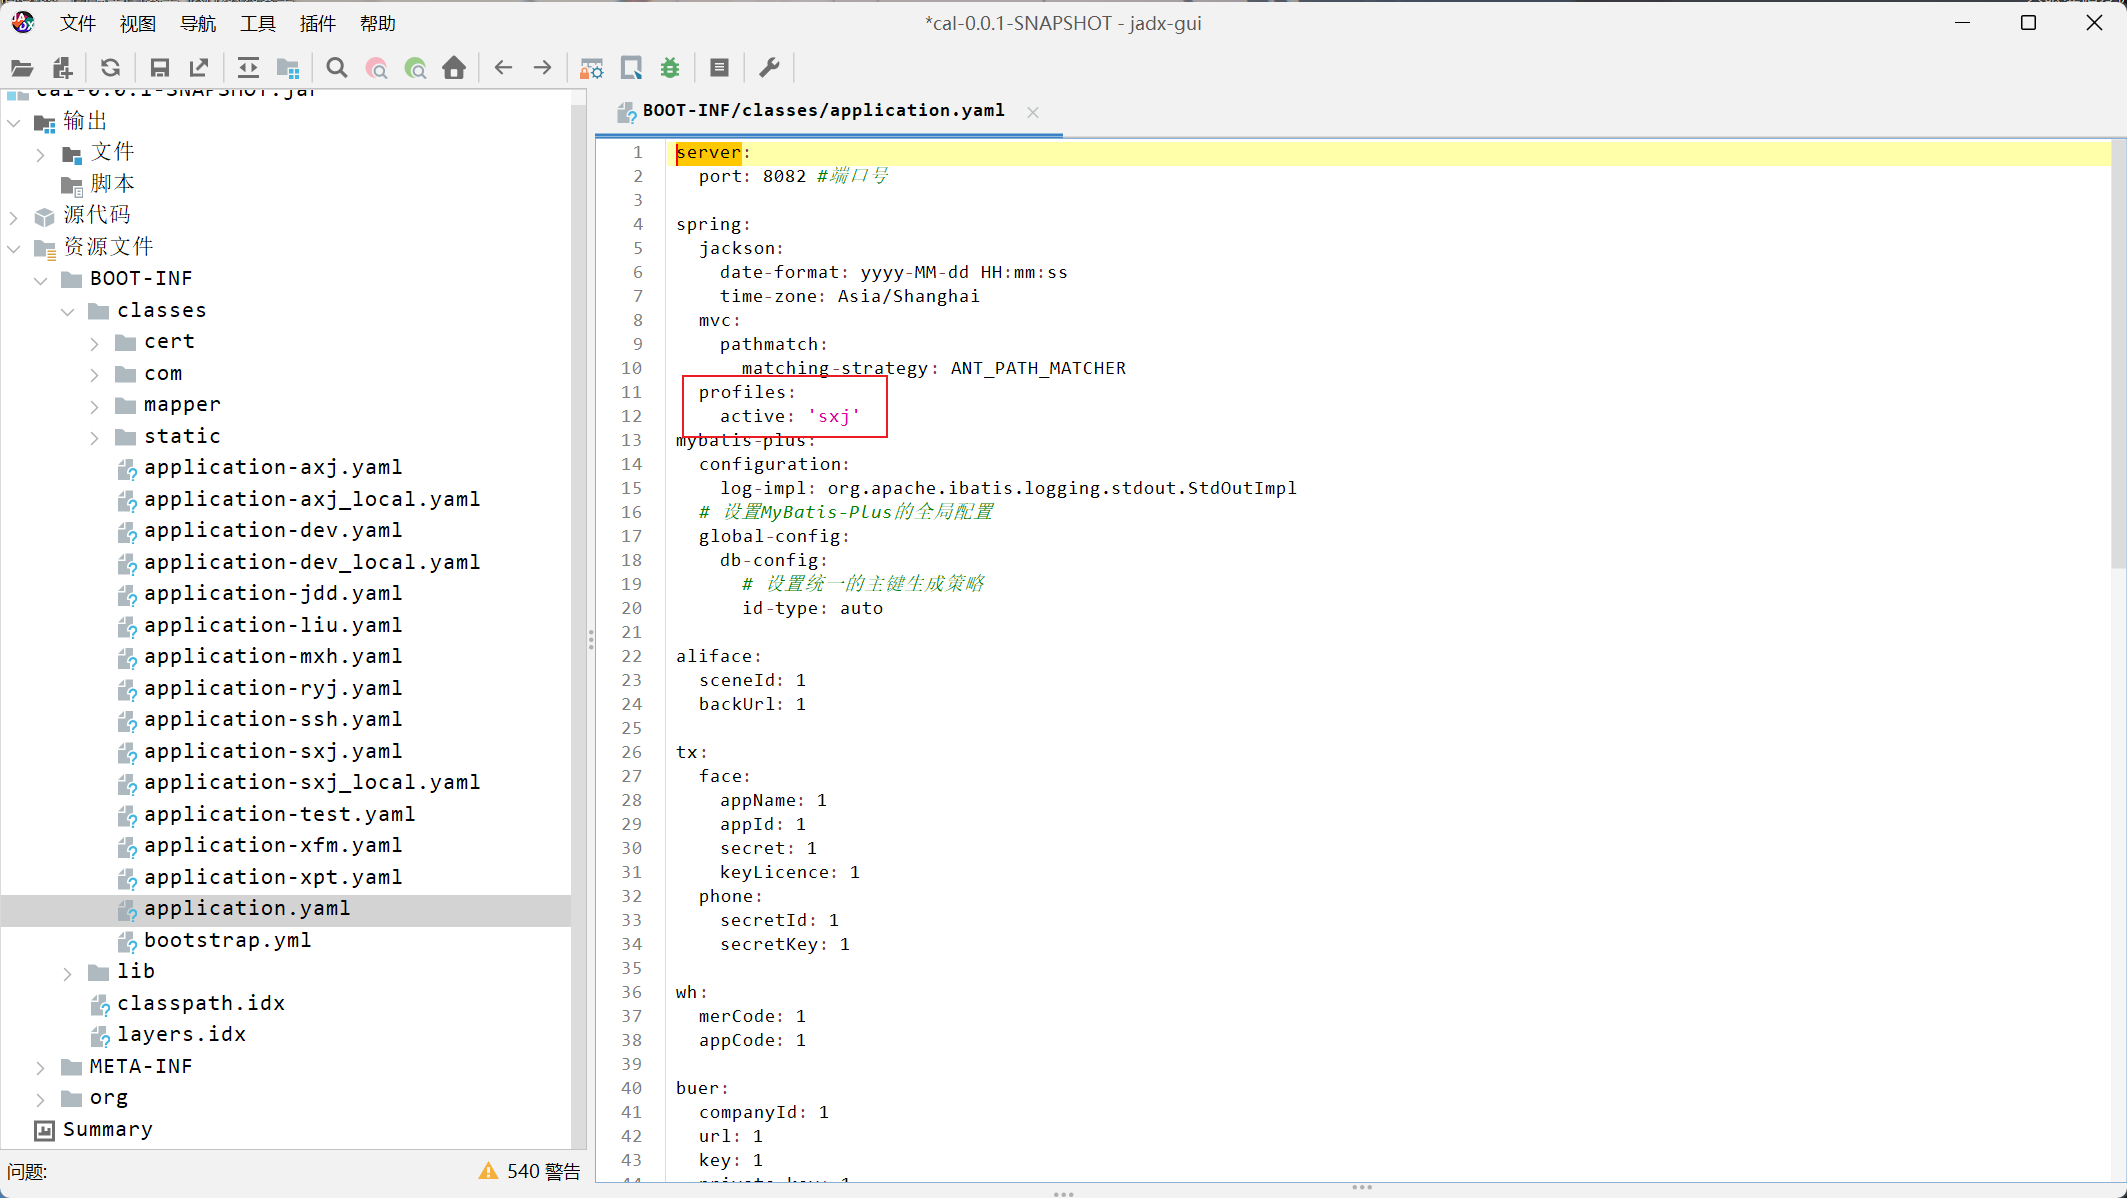 *cal-0.0.1-SNAPSHOT - jadx-gui
文件 视图 导航 工具 插件 帮助
cal-0.0.1-SNAPSHOT.jar
输出
文件
脚本
源代码
资源文件
BOOT-INF
classes
cert
com
mapper
static
application-axj.yaml
application-axj_local.yaml
application-dev.yaml
application-dev_local.yaml
application-jdd.yaml
application-liu.yaml
application-mxh.yaml
application-ryj.yaml
application-ssh.yaml
application-sxj.yaml
application-sxj_local.yaml
application-test.yaml
application-xfm.yaml
application-xpt.yaml
application.yaml
bootstrap.yml
lib
classpath.idx
layers.idx
META-INF
org
Summary
问题: 540 警告
BOOT-INF/classes/application.yaml
1 server:
2 port: 8082 #端口号
3
4 spring:
5 jackson:
6 date-format: yyyy-MM-dd HH:mm:ss
7 time-zone: Asia/Shanghai
8 mvc:
9 pathmatch:
10 matching-strategy: ANT_PATH_MATCHER
11 profiles:
12 active: 'sxj'
13 mybatis-plus:
14 configuration:
15 log-impl: org.apache.ibatis.logging.stdout.StdOutImpl
16 # 设置MyBatis-Plus的全局配置
17 global-config:
18 db-config:
19 # 设置统一的主键生成策略
20 id-type: auto
21
22 aliface:
23 sceneId: 1
24 backUrl: 1
25
26 tx:
27 face:
28 appName: 1
29 appId: 1
30 secret: 1
31 keyLicence: 1
32 phone:
33 secretId: 1
34 secretKey: 1
35
36 wh:
37 merCode: 1
38 appCode: 1
39
40 buer:
41 companyId: 1
42 url: 1
43 key: 1